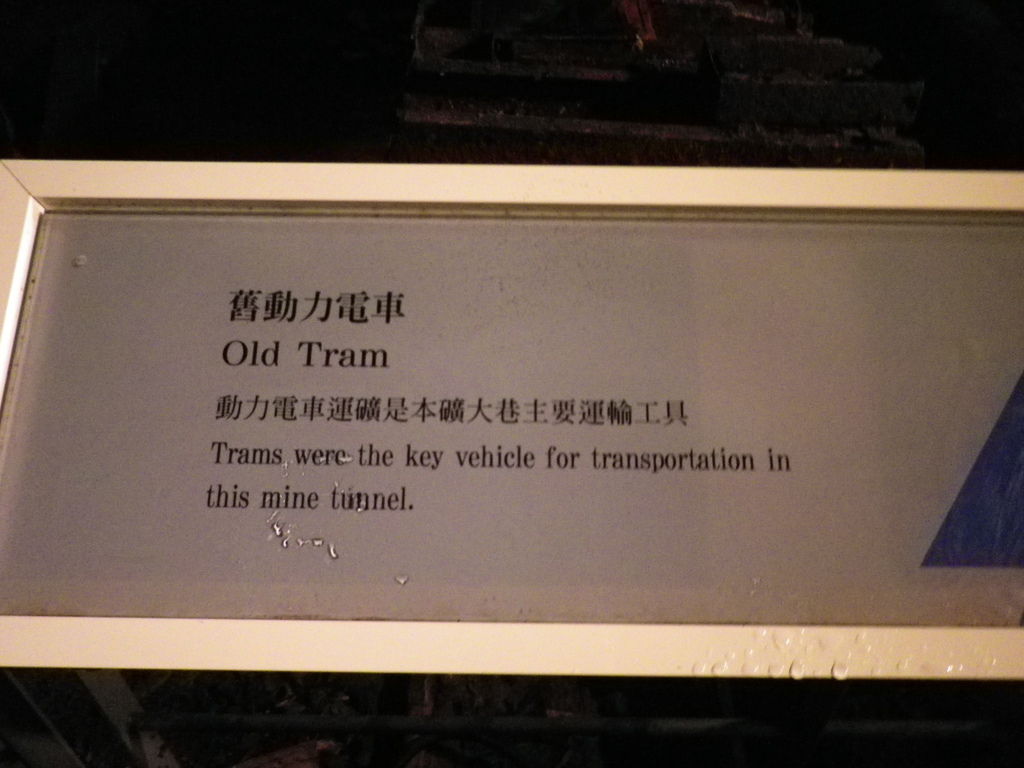 舊動力電車
Old Tram
動力電車運礦是本礦大巷主要運輸工具
Trams were the key vehicle for transportation in
this mine tunnel.